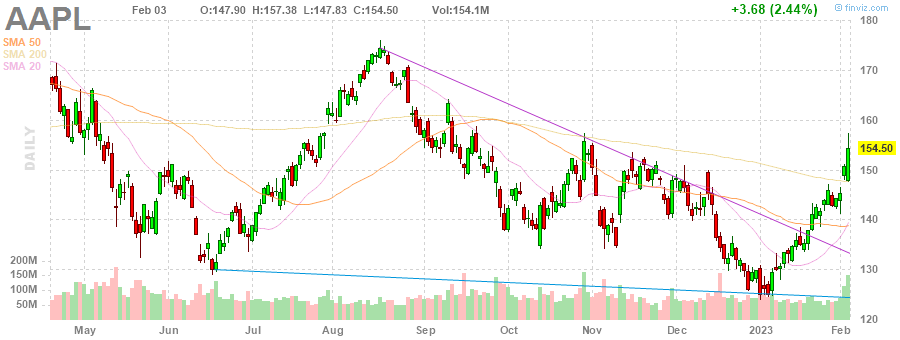 AAPL Feb 03 O:147.90 H:157.38 L:147.83 C:154.50 Vol:154.1M +3.68 (2.44%) © finviz.com
SMA 50
SMA 200
SMA 20
DAILY
180
170
160
154.50
150
140
130
120
200M
150M
100M
50M
May Jun Jul Aug Sep Oct Nov Dec 2023 Feb